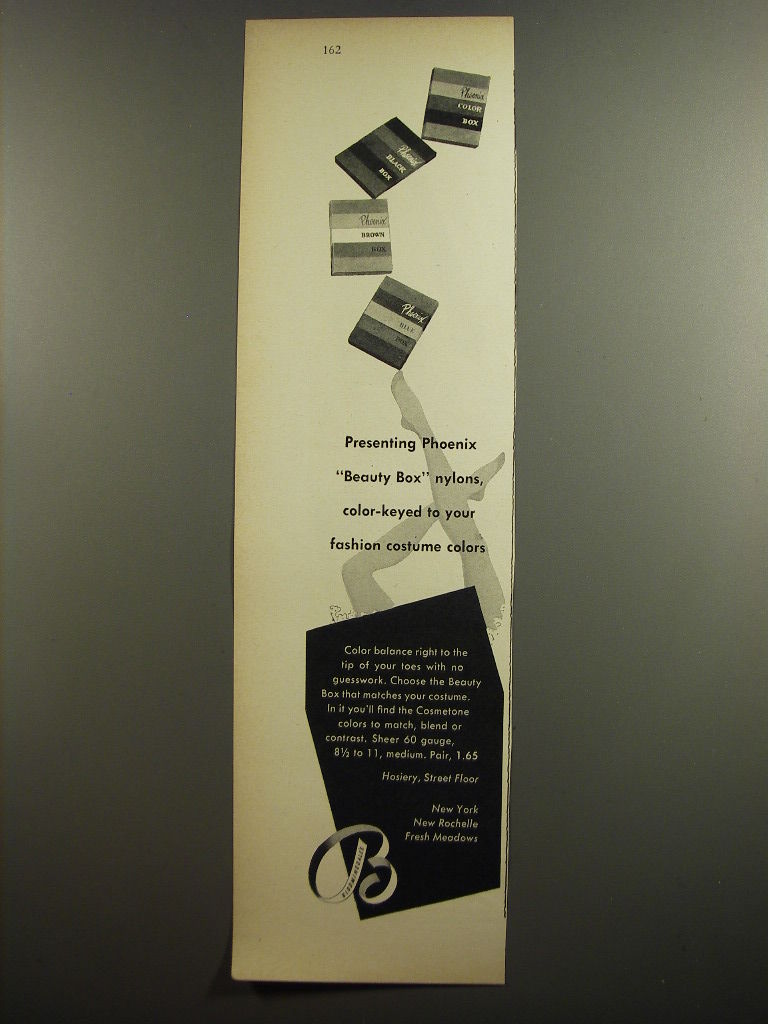 162
Phoenix
COLOR
BOX
Phoenix
BLACK
BOX
Phoenix
BROWN
BOX
Phoenix
BLUE
BOX
Presenting Phoenix
“Beauty Box” nylons,
color-keyed to your
fashion costume colors
Color balance right to the
tip of your toes with no
guesswork. Choose the Beauty
Box that matches your costume.
In it you'll find the Cosmetone
colors to match, blend or
contrast. Sheer 60 gauge,
8½ to 11, medium. Pair, 1.65
Hosiery, Street Floor
New York
New Rochelle
Fresh Meadows
B
BLOOMINGDALE'S